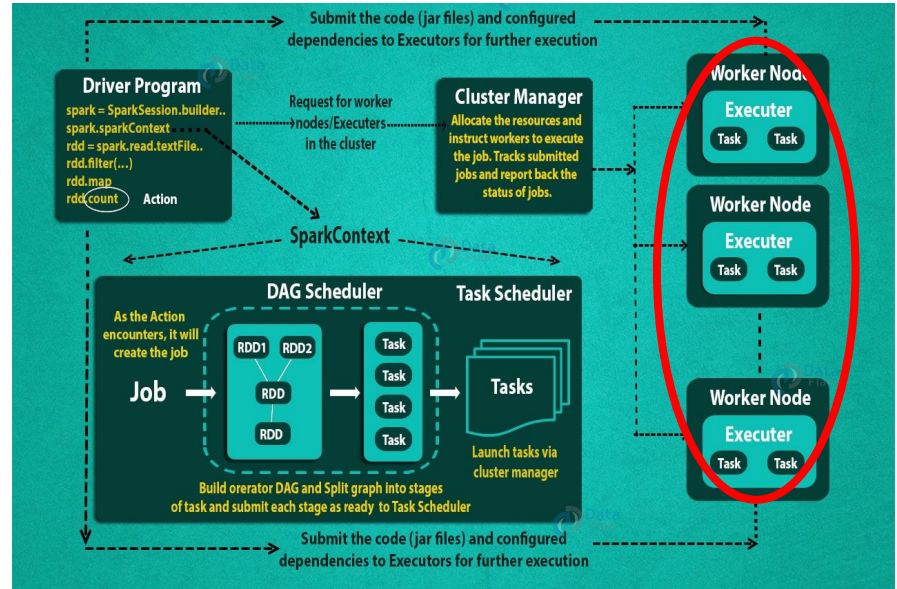 Submit the code (jar files) and configured
dependencies to Executors for further execution
Driver Program
spark = SparkSession.builder..
spark.sparkContext
rdd = spark.read.textFile..
rdd.filter(...)
rdd.map
rdd.count
Action
Request for worker
nodes/Executers
in the cluster
Cluster Manager
Allocate the resources and
instruct workers to execute
the job. Tracks submitted
jobs and report back the
status of jobs.
Worker Node
Executer
Task
Task
Worker Node
Executer
Task
Task
Worker Node
Executer
Task
Task
SparkContext
DAG Scheduler
Task Scheduler
As the Action
encounters, it will
create the job
Job
RDD1
RDD2
RDD
RDD
Task
Task
Task
Task
Tasks
Launch tasks via
cluster manager
Build orerator DAG and Split graph into stages
of task and submit each stage as ready to Task Scheduler
Submit the code (jar files) and configured
dependencies to Executors for further execution